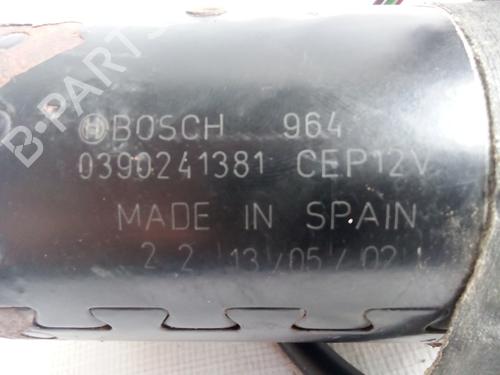 BOSCH 964
0390241381 CEP12V
MADE IN SPAIN
2 2 13/05/02
B-PARTS